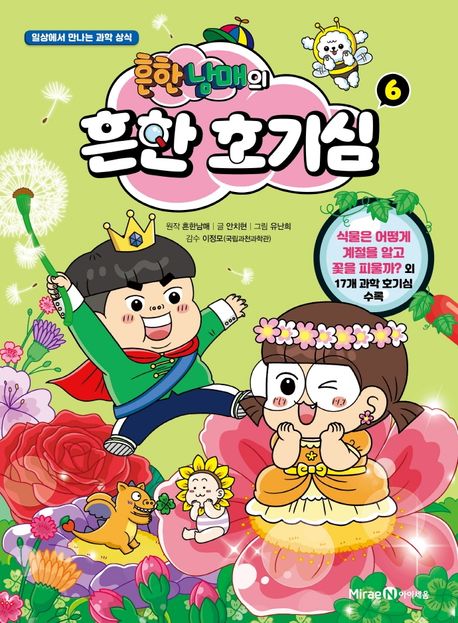 일상에서 만나는 과학 상식
흔한남매의
흔한 호기심
6
원작 흔한남매 | 글 안치현 | 그림 유난희
감수 이정모(국립과천과학관)
식물은 어떻게
계절을 알고
꽃을 피울까? 외
17개 과학 호기심
수록
Mirae N 아이세움